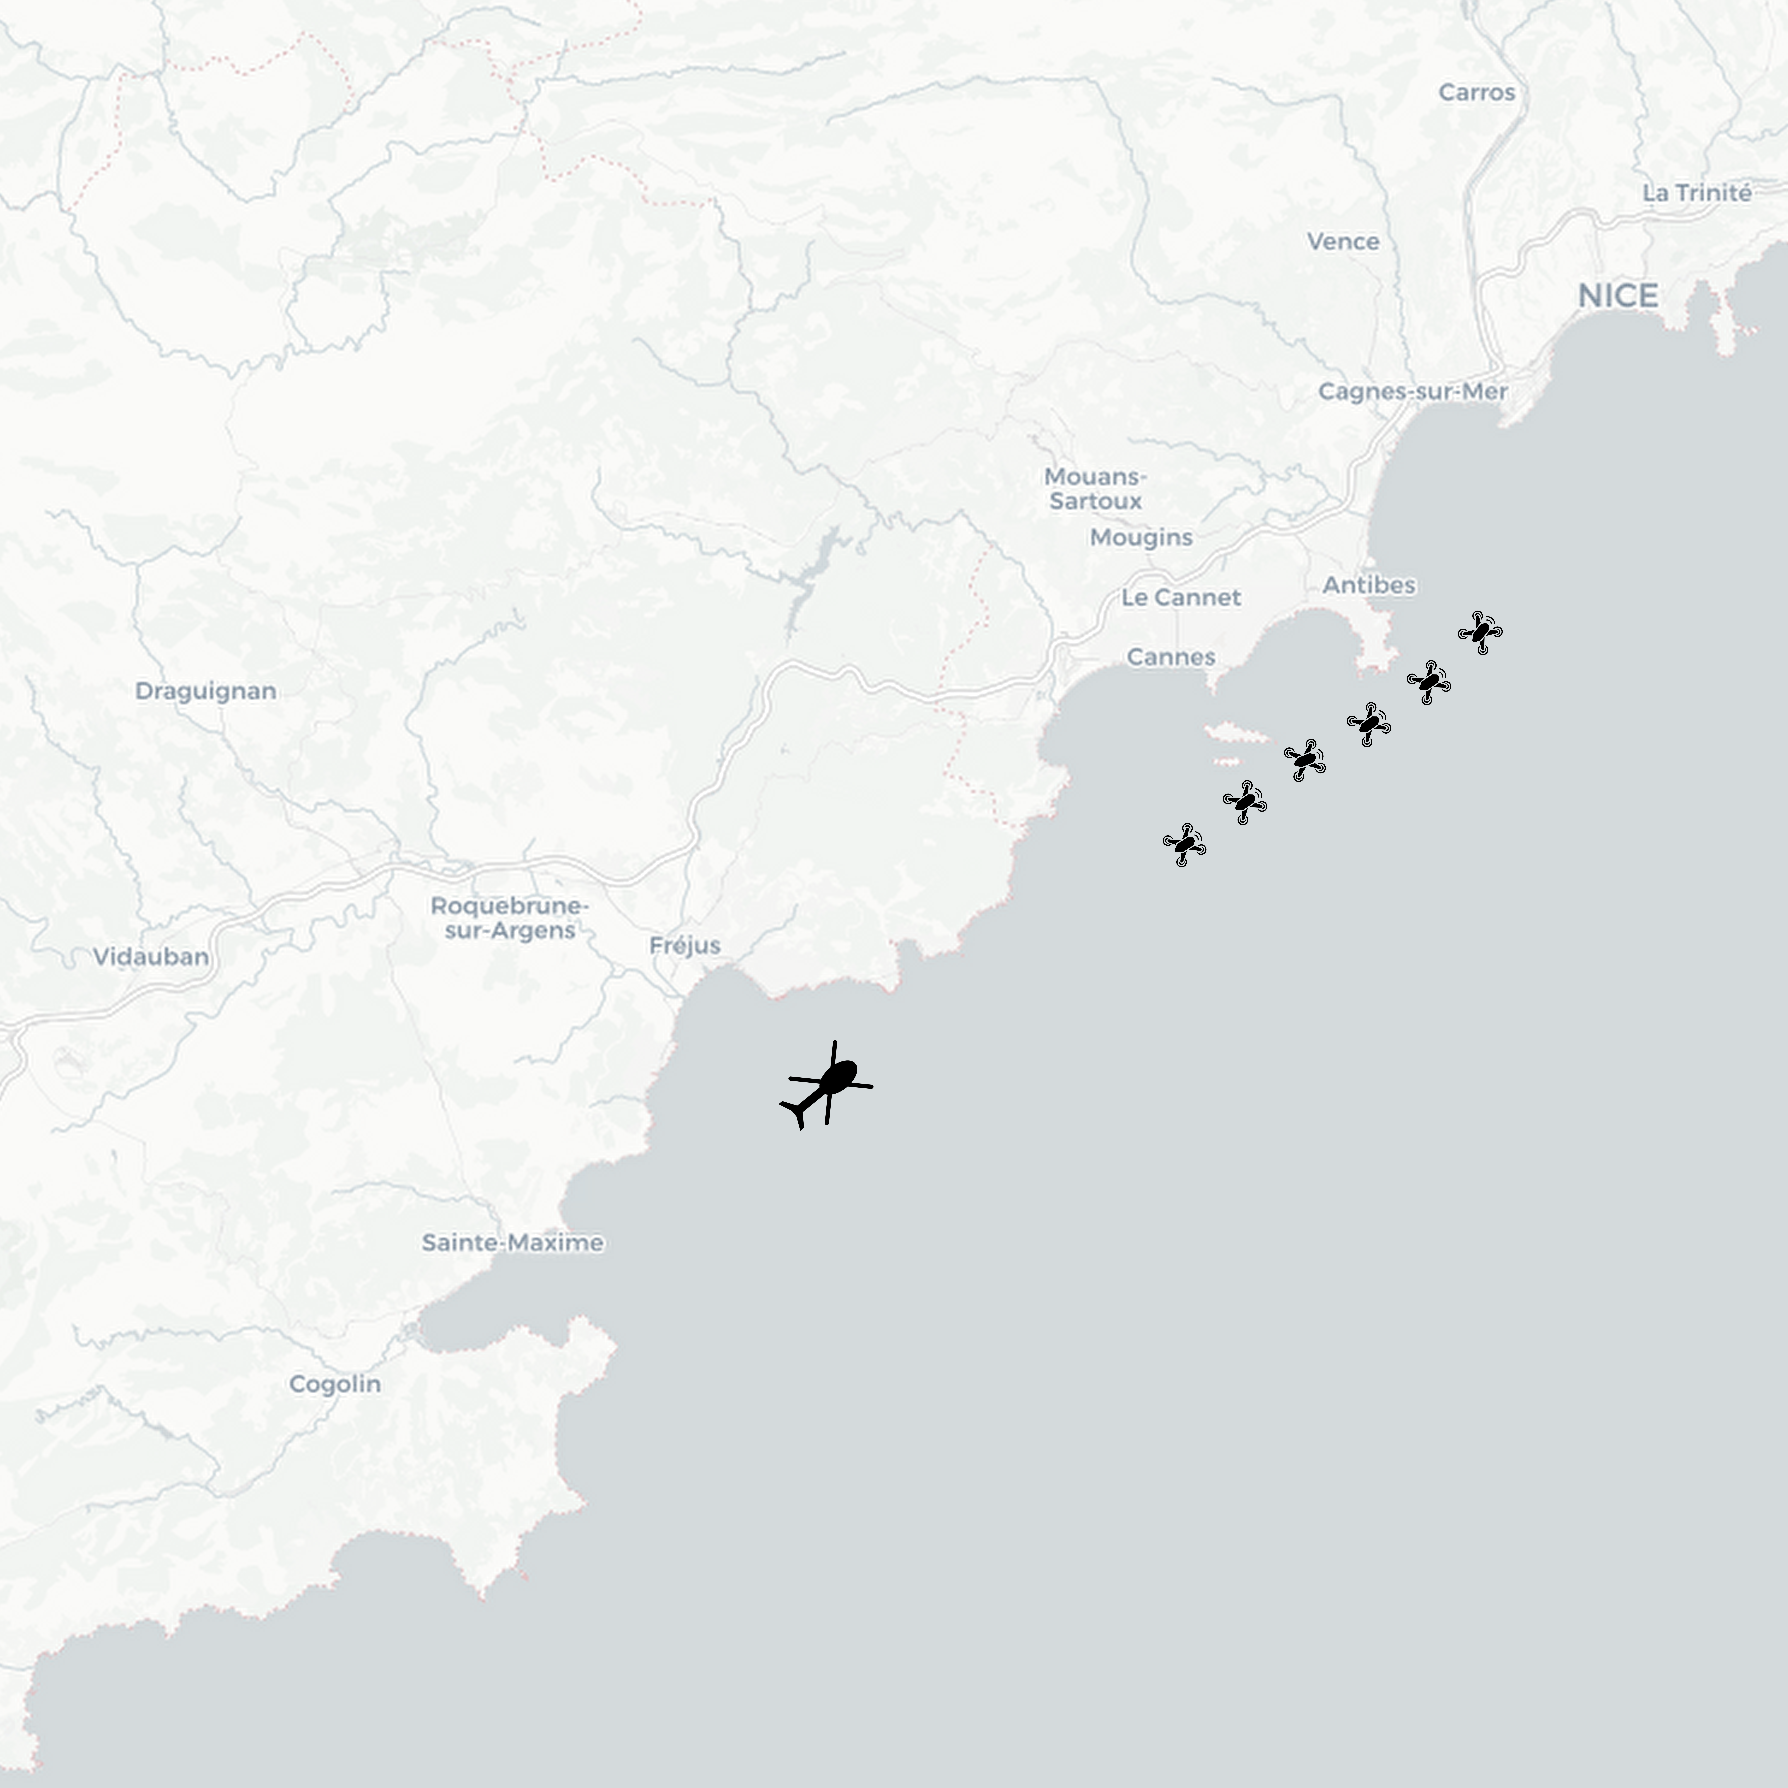 Carros
La Trinité
Vence
NICE
Cagnes-sur-Mer
Mouans-
Sartoux
Mougins
Antibes
Le Cannet
Cannes
Draguignan
Roquebrune-
sur-Argens
Fréjus
Vidauban
Sainte-Maxime
Cogolin